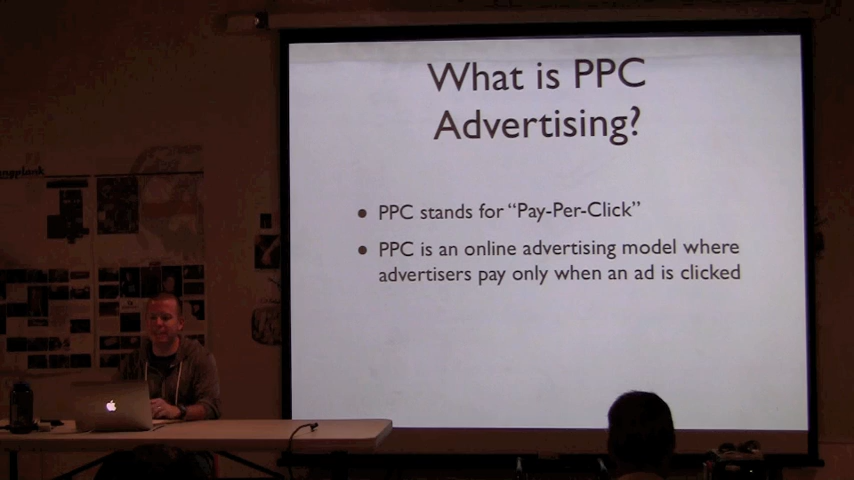 What is PPC
Advertising?
• PPC stands for “Pay-Per-Click”
• PPC is an online advertising model where
advertisers pay only when an ad is clicked